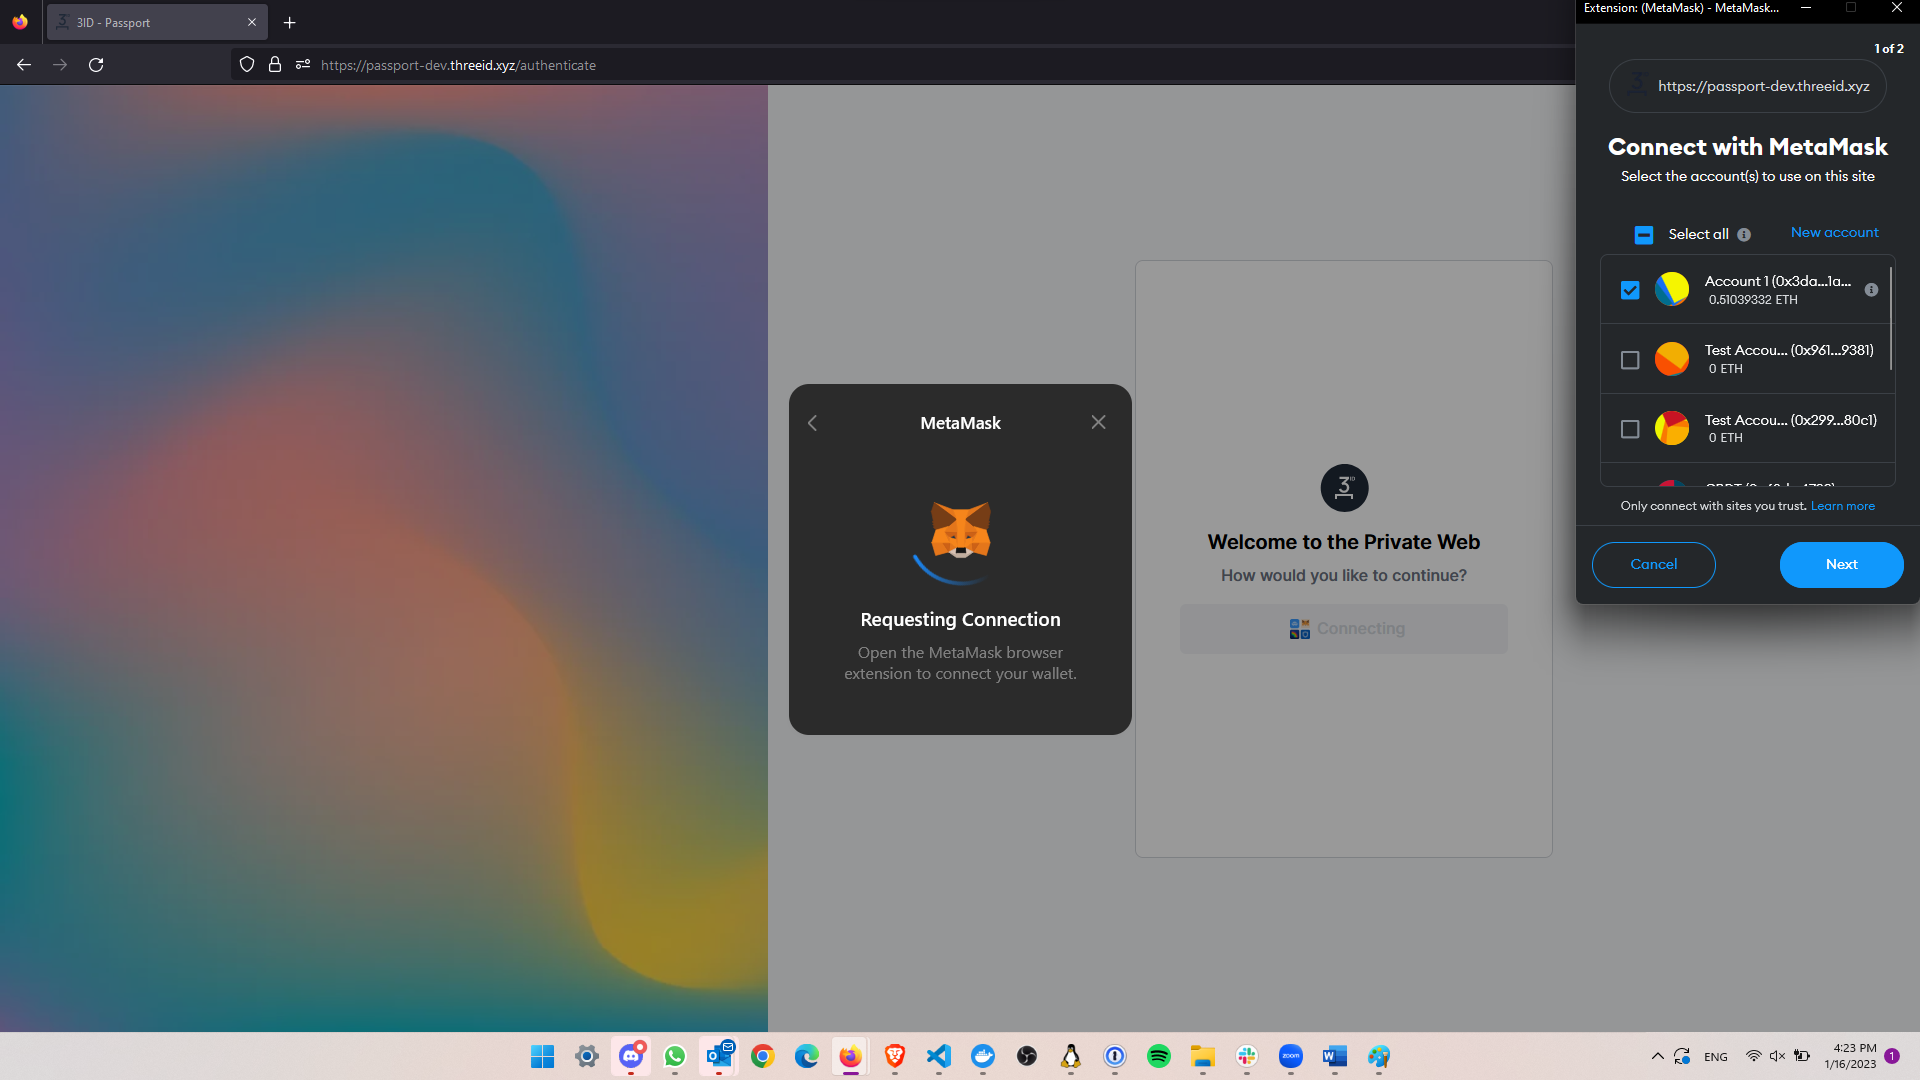 3ID - Passport
https://passport-dev.threeid.xyz/authenticate
Extension: (MetaMask) - MetaMask...
1 of 2
https://passport-dev.threeid.xyz
Connect with MetaMask
Select the account(s) to use on this site
Select all
New account
Account 1 (0x3da...1a...
0.51039332 ETH
Test Accou... (0x961...9381)
0 ETH
Test Accou... (0x299...80c1)
0 ETH
Only connect with sites you trust. Learn more
Cancel
Next
MetaMask
Requesting Connection
Open the MetaMask browser
extension to connect your wallet.
3ID
Welcome to the Private Web
How would you like to continue?
Connecting
zoom
ENG
4:23 PM
1/16/2023
1